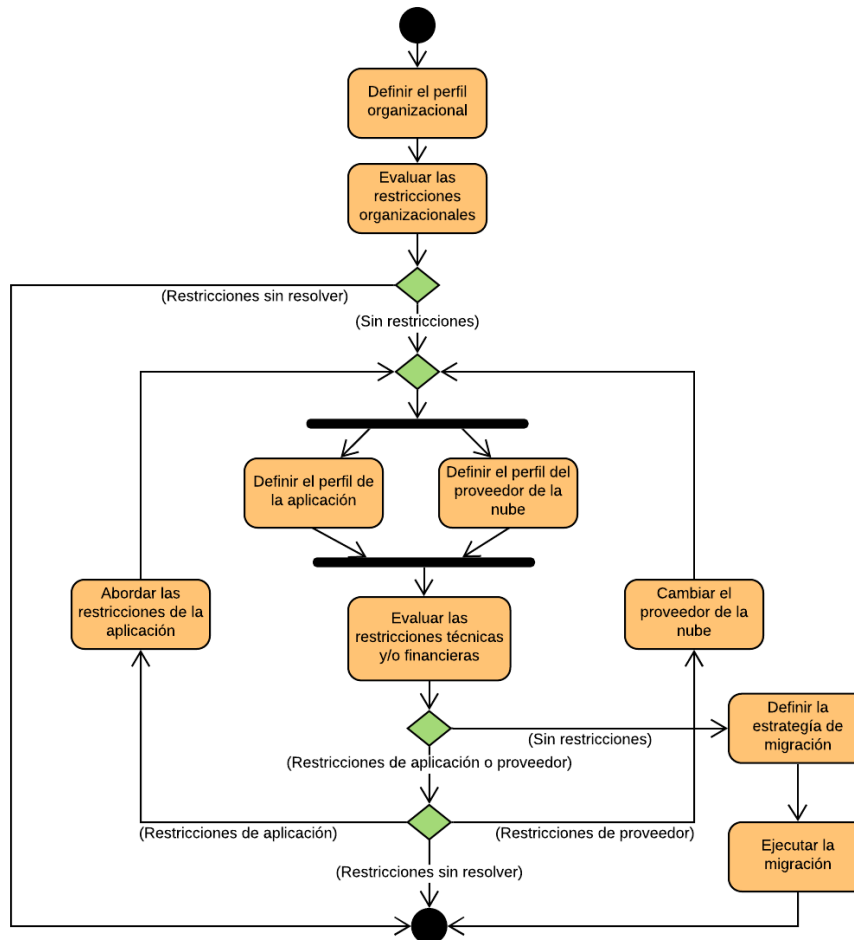 Definir el perfil
organizacional
Evaluar las
restricciones
organizacionales
(Restricciones sin resolver)
(Sin restricciones)
Definir el perfil de
la aplicación
Definir el perfil del
proveedor de la
nube
Abordar las
restricciones de la
aplicación
Evaluar las
restricciones técnicas
y/o financieras
Cambiar el
proveedor de la
nube
Definir la
estrategía de
migración
(Sin restricciones)
(Restricciones de aplicación o proveedor)
(Restricciones de aplicación)
(Restricciones de proveedor)
Ejecutar la
migración
(Restricciones sin resolver)